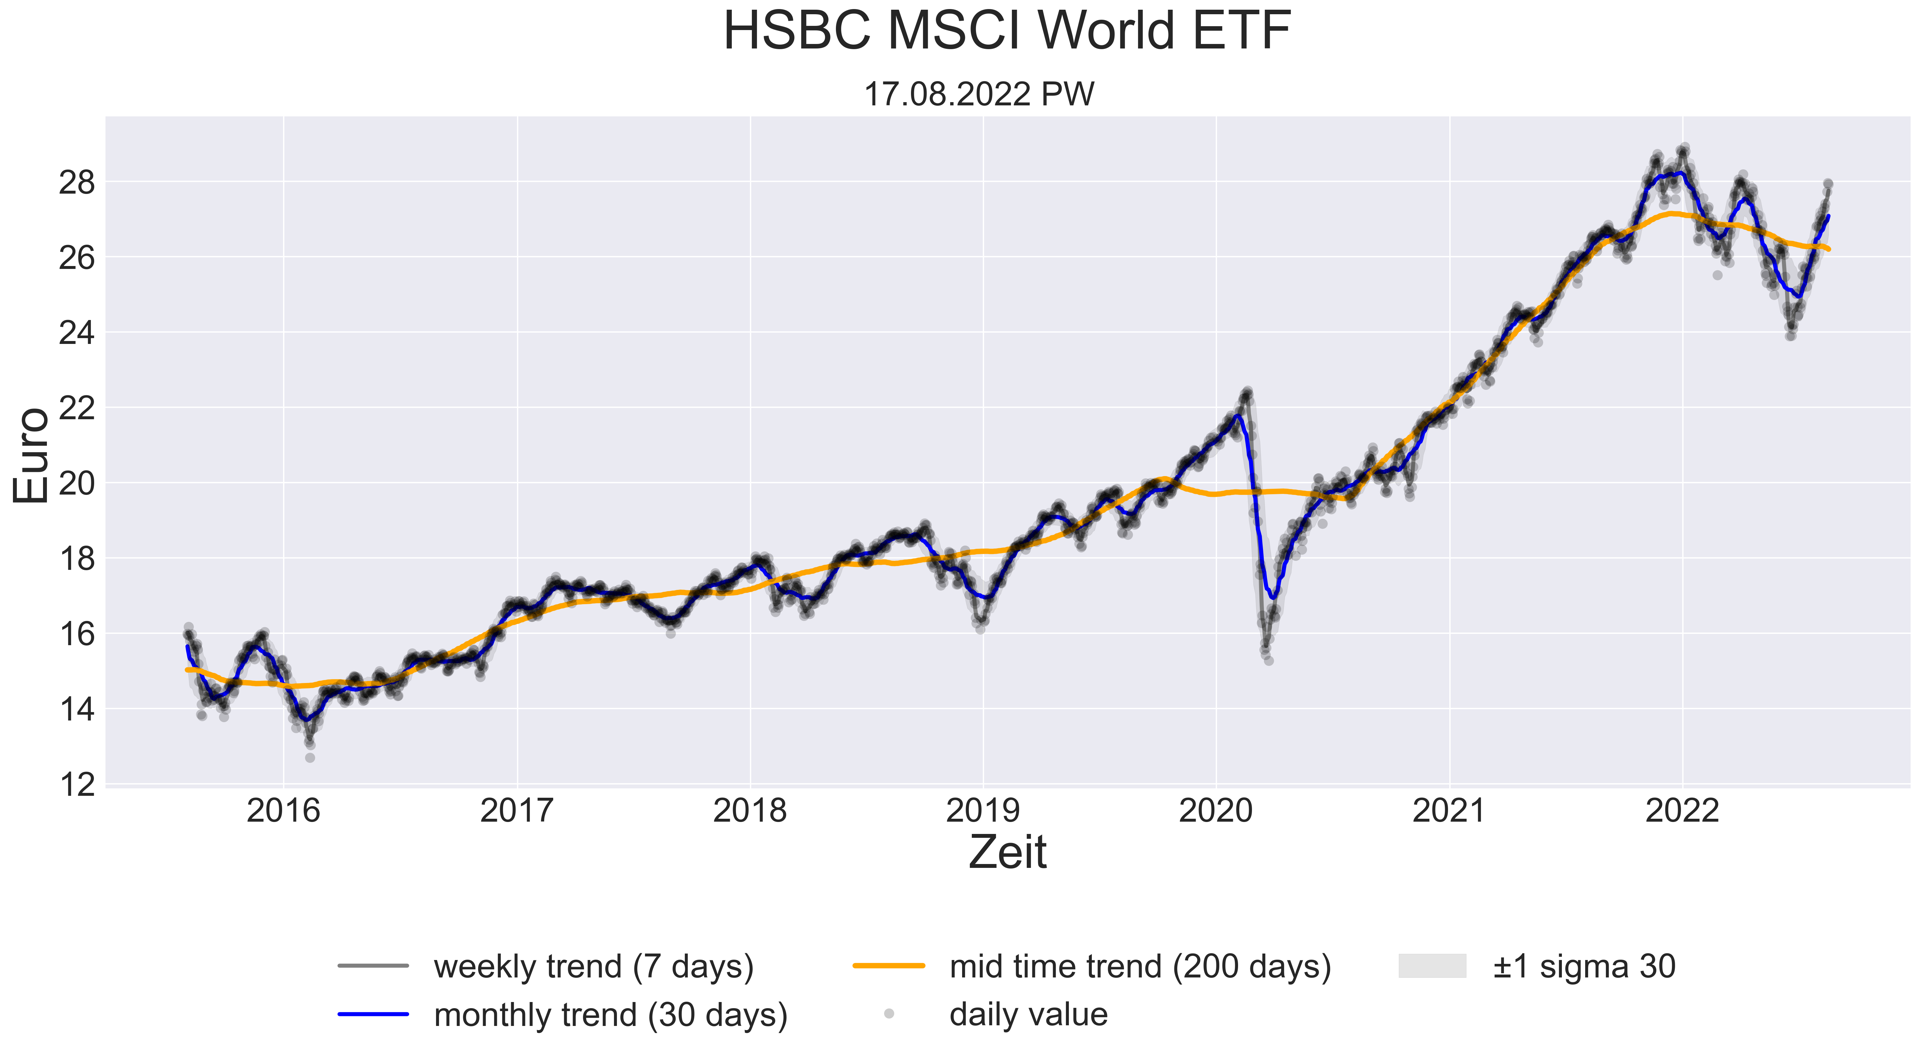 HSBC MSCI World ETF
17.08.2022 PW
Euro
28
26
24
22
20
18
16
14
12
2016 2017 2018 2019 2020 2021 2022
Zeit
weekly trend (7 days) mid time trend (200 days) ±1 sigma 30
monthly trend (30 days) daily value